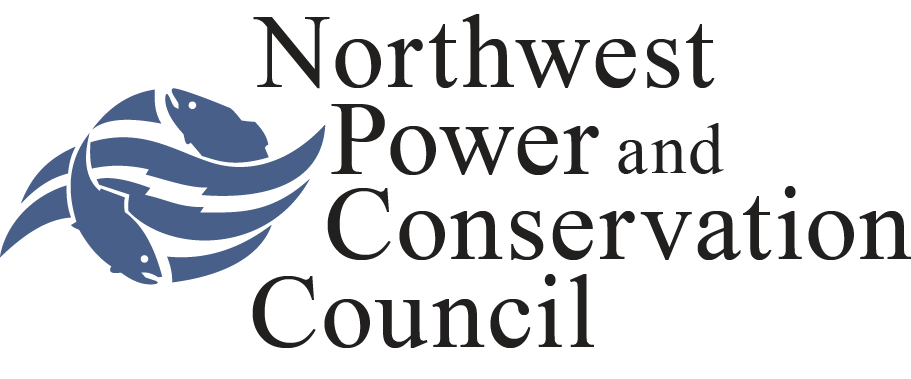 Northwest
Power and
Conservation
Council